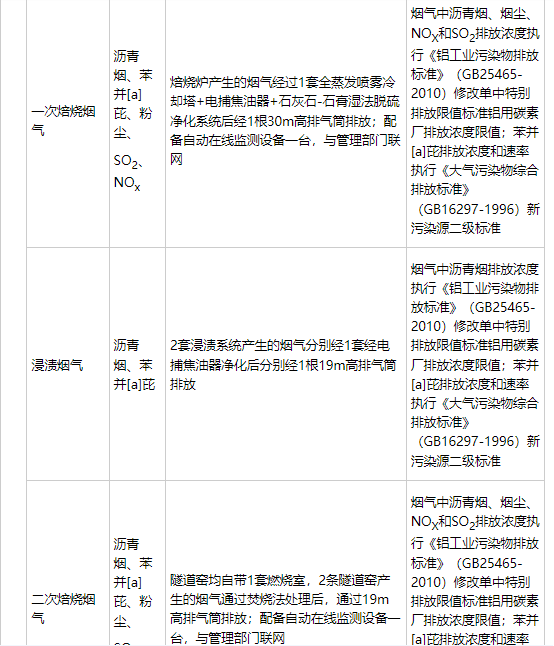 一次焙烧烟
气
沥青
烟、苯
并[a]
芘、粉
尘、
SO2、
NOX
焙烧炉产生的烟气经过1套全蒸发喷雾冷
却塔+电捕焦油器+石灰石-石膏湿法脱硫
净化系统后经1根30m高排气筒排放；配
备自动在线监测设备一台，与管理部门联
网
烟气中沥青烟、烟尘、
NOX和SO2排放浓度执
行《铝工业污染物排放
标准》（GB25465-
2010）修改单中特别
排放限值标准铝用碳素
厂排放浓度限值；苯并
[a]芘排放浓度和速率
执行《大气污染物综合
排放标准》
（GB16297-1996）新
污染源二级标准
浸渍烟气
沥青
烟、苯
并[a]芘
2套浸渍系统产生的烟气分别经1套经电
捕焦油器净化后分别经1根19m高排气筒
排放
烟气中沥青烟排放浓度
执行《铝工业污染物排
放标准》（GB25465-
2010）修改单中特别
排放限值标准铝用碳素
厂排放浓度限值；苯并
[a]芘排放浓度和速率
执行《大气污染物综合
排放标准》
（GB16297-1996）新
污染源二级标准
二次焙烧烟
气
沥青
烟、苯
并[a]
芘、粉
尘、
隧道窑均自带1套燃烧室，2条隧道窑产
生的烟气通过焚烧法处理后，通过19m
高排气筒排放；配备自动在线监测设备一
台，与管理部门联网
烟气中沥青烟、烟尘、
NOX和SO2排放浓度执
行《铝工业污染物排放
标准》（GB25465-
2010）修改单中特别
排放限值标准铝用碳素
厂排放浓度限值；苯并
[a]芘排放浓度和速率